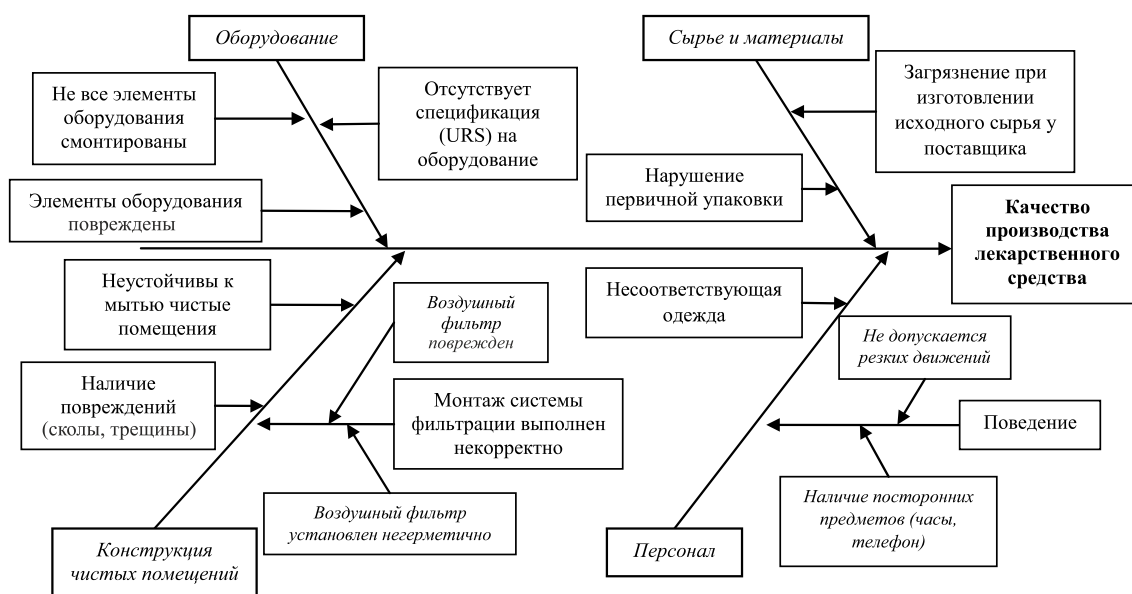 Оборудование
Сырье и материалы
Не все элементы
оборудования
смонтированы
Отсутствует
спецификация
(URS) на
оборудование
Загрязнение при
изготовлении
исходного сырья у
поставщика
Нарушение
первичной упаковки
Элементы оборудования
повреждены
Качество
производства
лекарственного
средства
Неустойчивы к
мытью чистые
помещения
Воздушный
фильтр
поврежден
Несоответствующая
одежда
Не допускается
резких движений
Наличие
повреждений
(сколы, трещины)
Монтаж системы
фильтрации выполнен
некорректно
Поведение
Воздушный фильтр
установлен негерметично
Наличие посторонних
предметов (часы,
телефон)
Конструкция
чистых помещений
Персонал